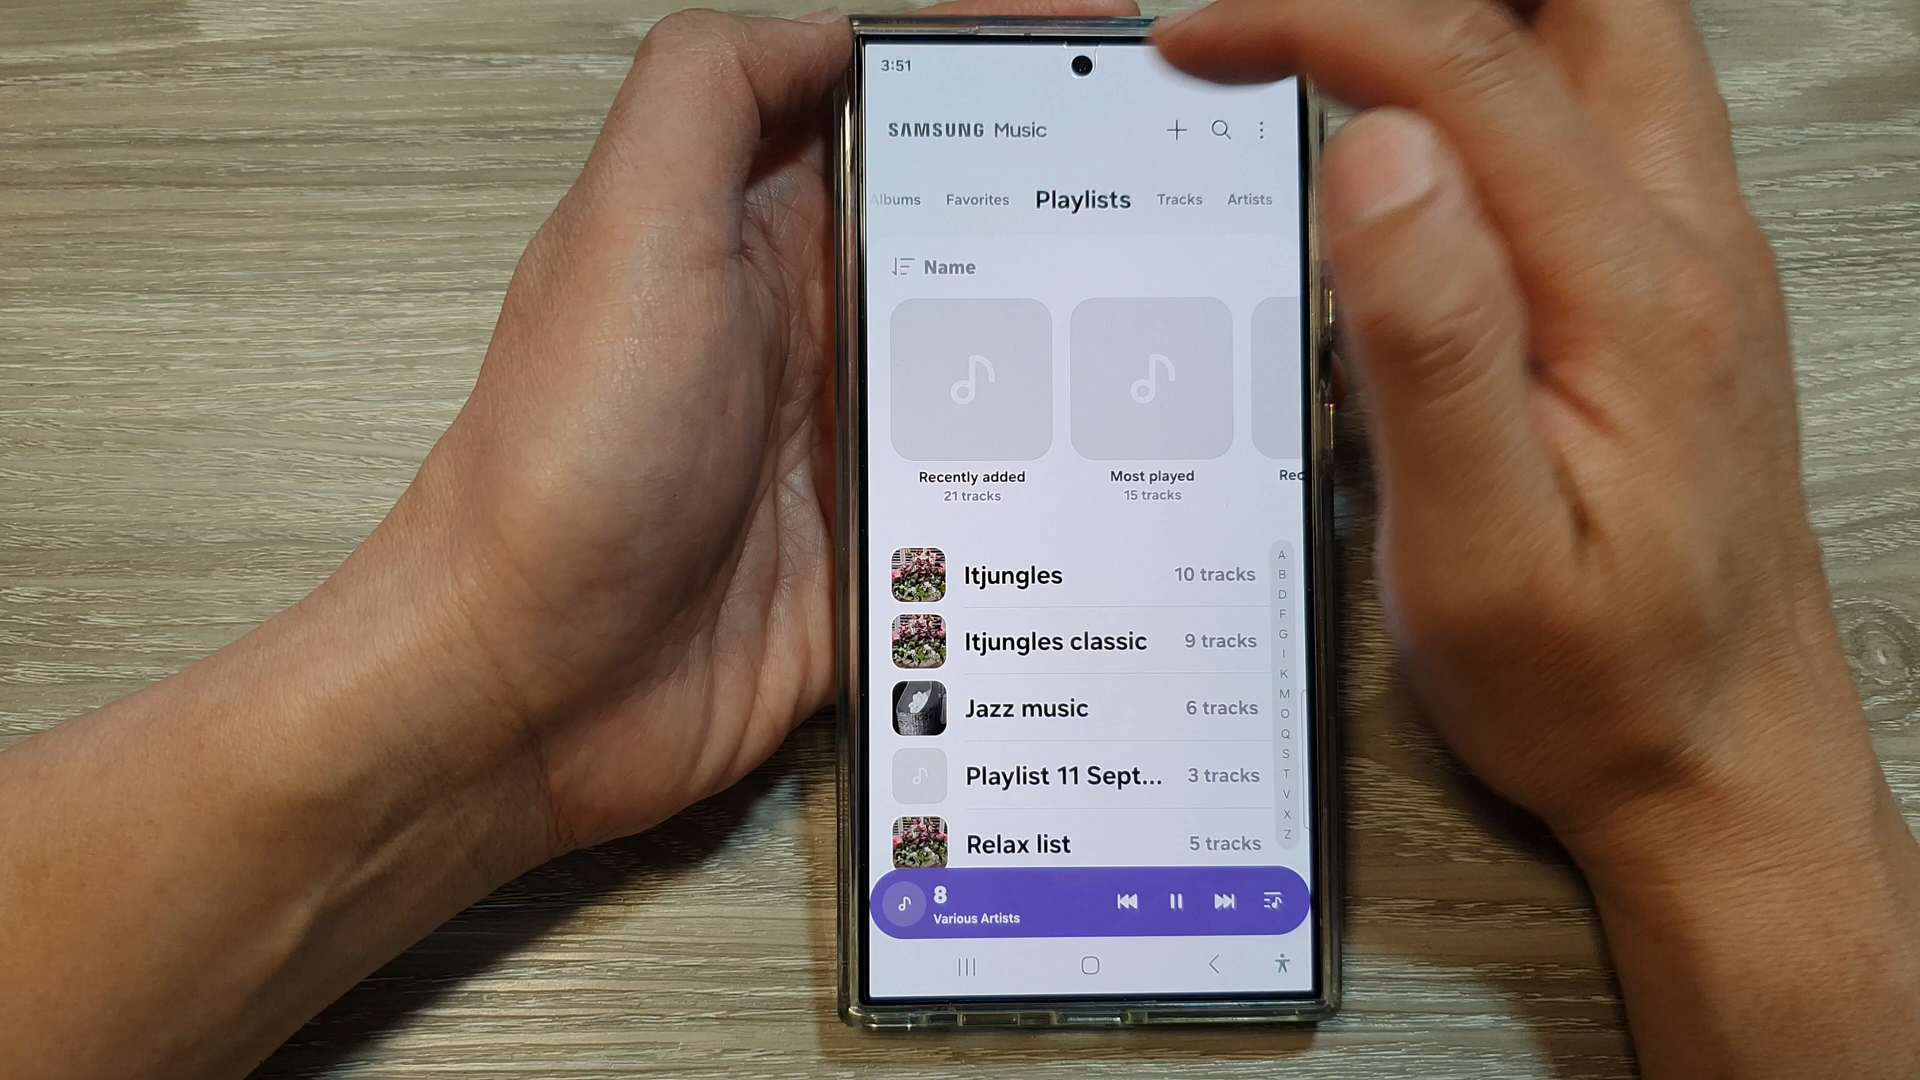 3:51
SAMSUNG Music
Albums Favorites Playlists Tracks Artists
Name
Recently added
21 tracks
Most played
15 tracks
Rec
Itjungles 10 tracks
Itjungles classic 9 tracks
Jazz music 6 tracks
Playlist 11 Sept... 3 tracks
Relax list 5 tracks
A
B
D
F
G
I
K
M
O
Q
S
T
V
X
Z
8
Various Artists